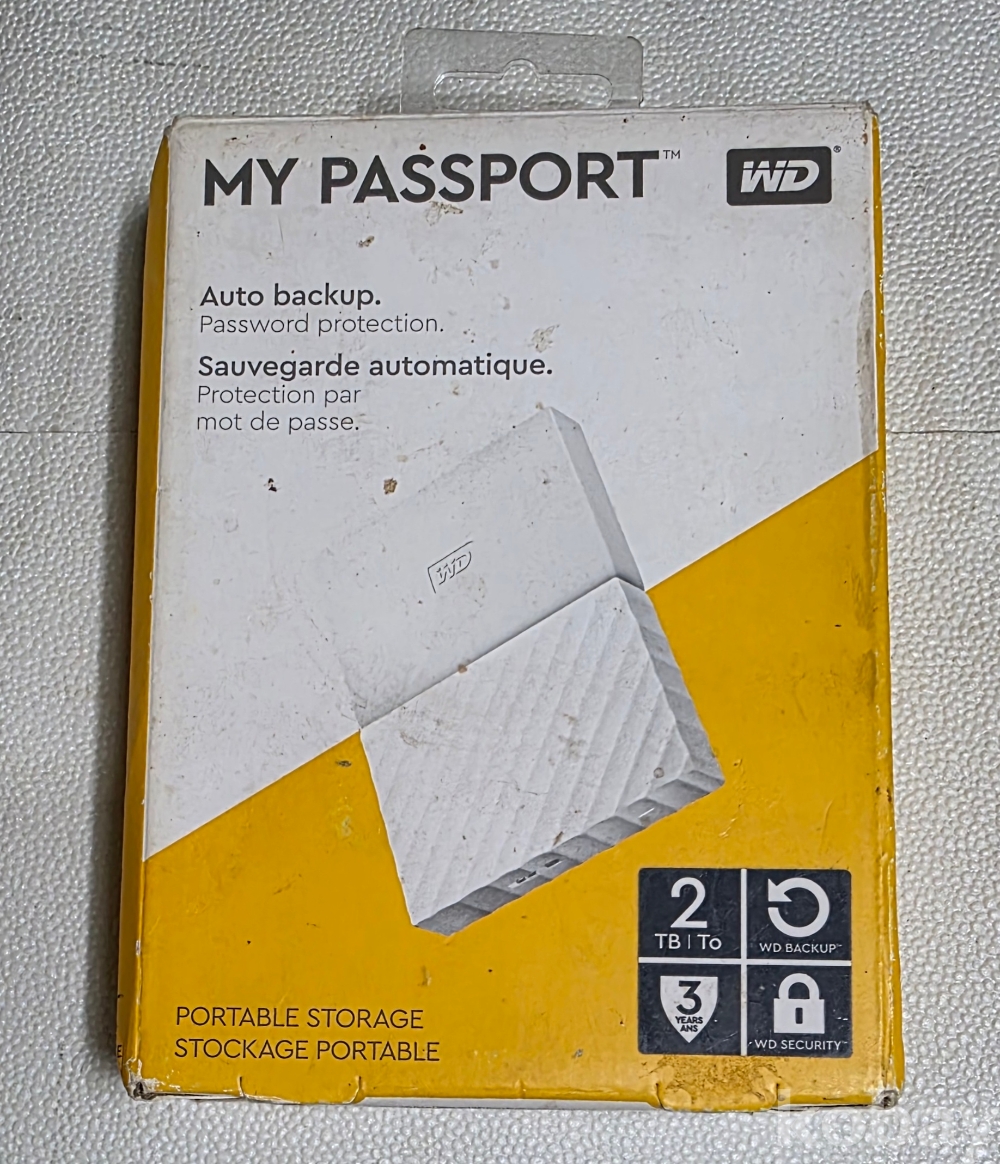 MY PASSPORT™
WD®
Auto backup.
Password protection.
Sauvegarde automatique.
Protection par
mot de passe.
WD
2
TB | To
WD BACKUP™
3
YEARS
ANS
WD SECURITY™
PORTABLE STORAGE
STOCKAGE PORTABLE